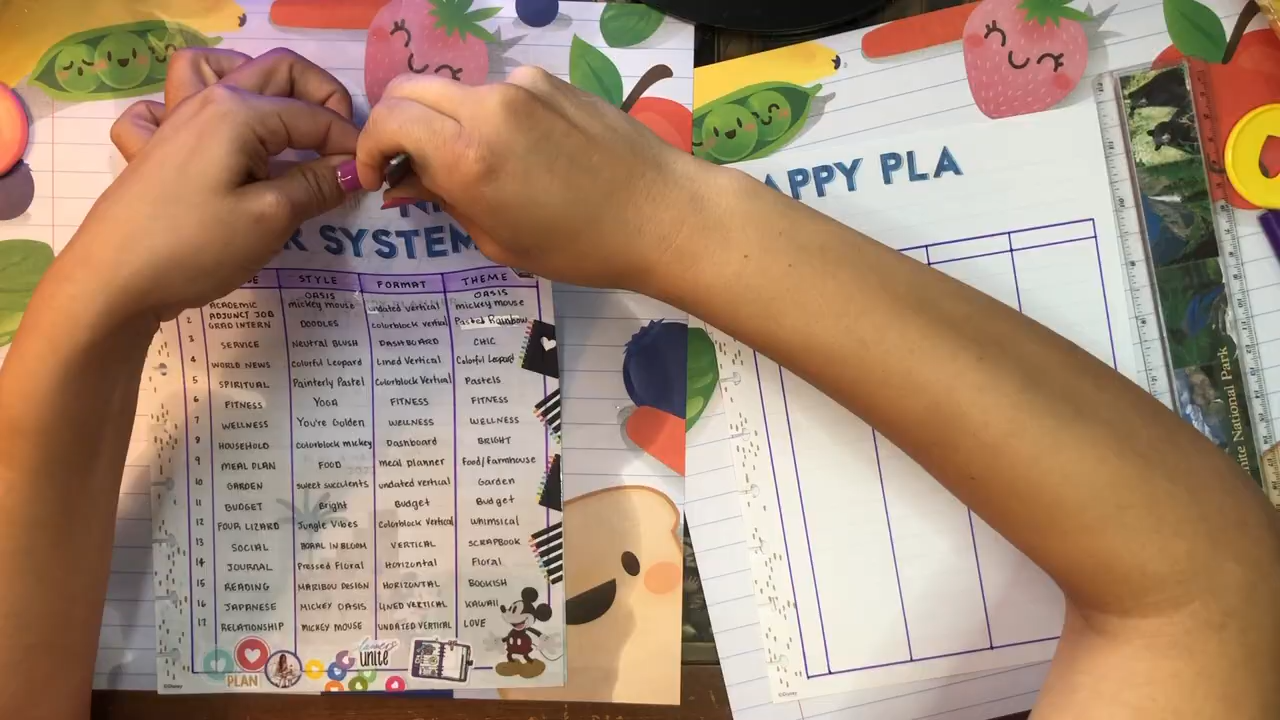 R SYSTEM
APPY PLA
STYLE FORMAT THEME
ACADEMIC OASIS mickey mouse undated vertical OASIS mickey mouse
2 ADJUNCT JOB GRAD INTERN DOODLES colorblock vertical Pastel Rainbow
3 SERVICE Neutral Blush DASHBOARD CHIC
4 WORLD NEWS Colorful Leopard Lined Vertical Colorful Leopard
5 SPIRITUAL Painterly Pastel Colorblock Vertical Pastels
6 FITNESS YOGA FITNESS FITNESS
7 WELLNESS You're Golden WELLNESS WELLNESS
8 HOUSEHOLD colorblock mickey Dashboard BRIGHT
9 MEAL PLAN FOOD meal planner Food/farmhouse
10 GARDEN sweet succulents undated vertical Garden
11 BUDGET Bright Budget Budget
12 FOUR LIZARD Jungle Vibes Colorblock Vertical whimsical
13 SOCIAL BORAL IN BLOOM VERTICAL SCRAPBOOK
14 JOURNAL Pressed Floral Horizontal Floral
15 READING MARIBOU DESIGN HORIZONTAL BOOKISH
16 JAPANESE MICKEY OASIS LINED VERTICAL KAWAII
17 RELATIONSHIP MICKEY MOUSE UNDATED VERTICAL LOVE
PLAN
planners
UNITE
©Disney
©Disney
ite National Park